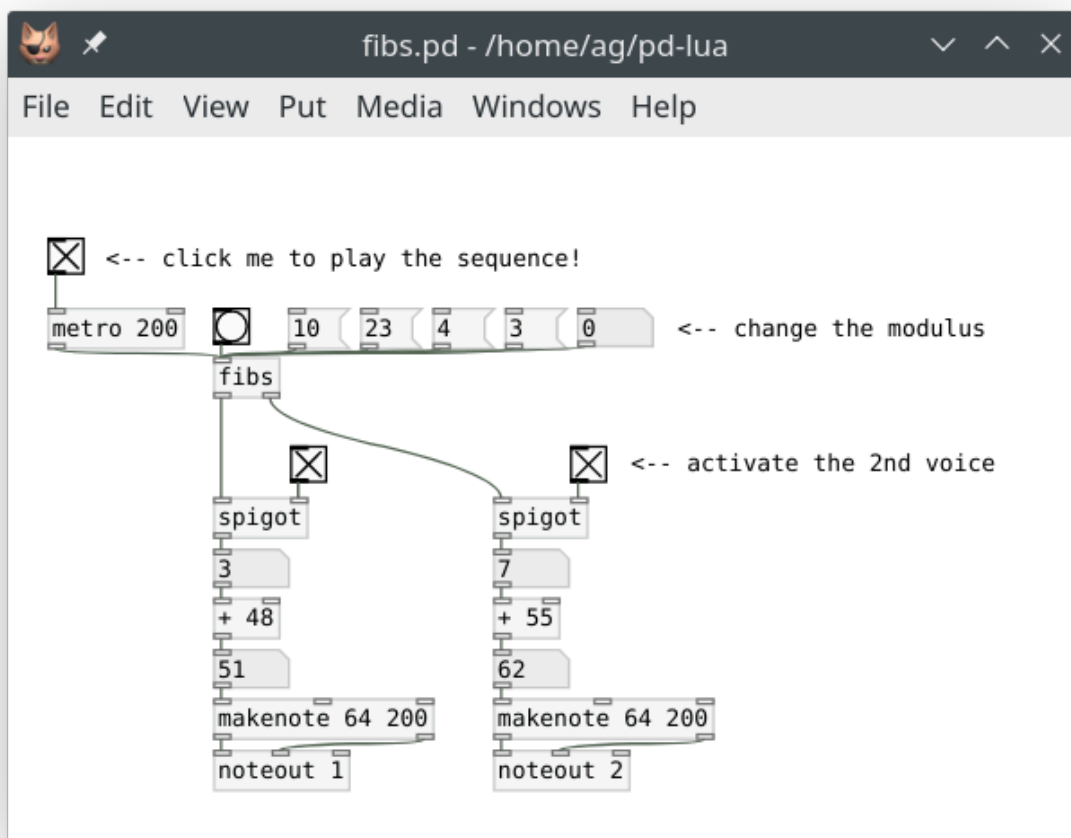 fibs.pd - /home/ag/pd-lua
File Edit View Put Media Windows Help
<-- click me to play the sequence!
metro 200 10 23 4 3 0 <-- change the modulus
fibs
<-- activate the 2nd voice
spigot spigot
3 7
+ 48 + 55
51 62
makenote 64 200 makenote 64 200
noteout 1 noteout 2